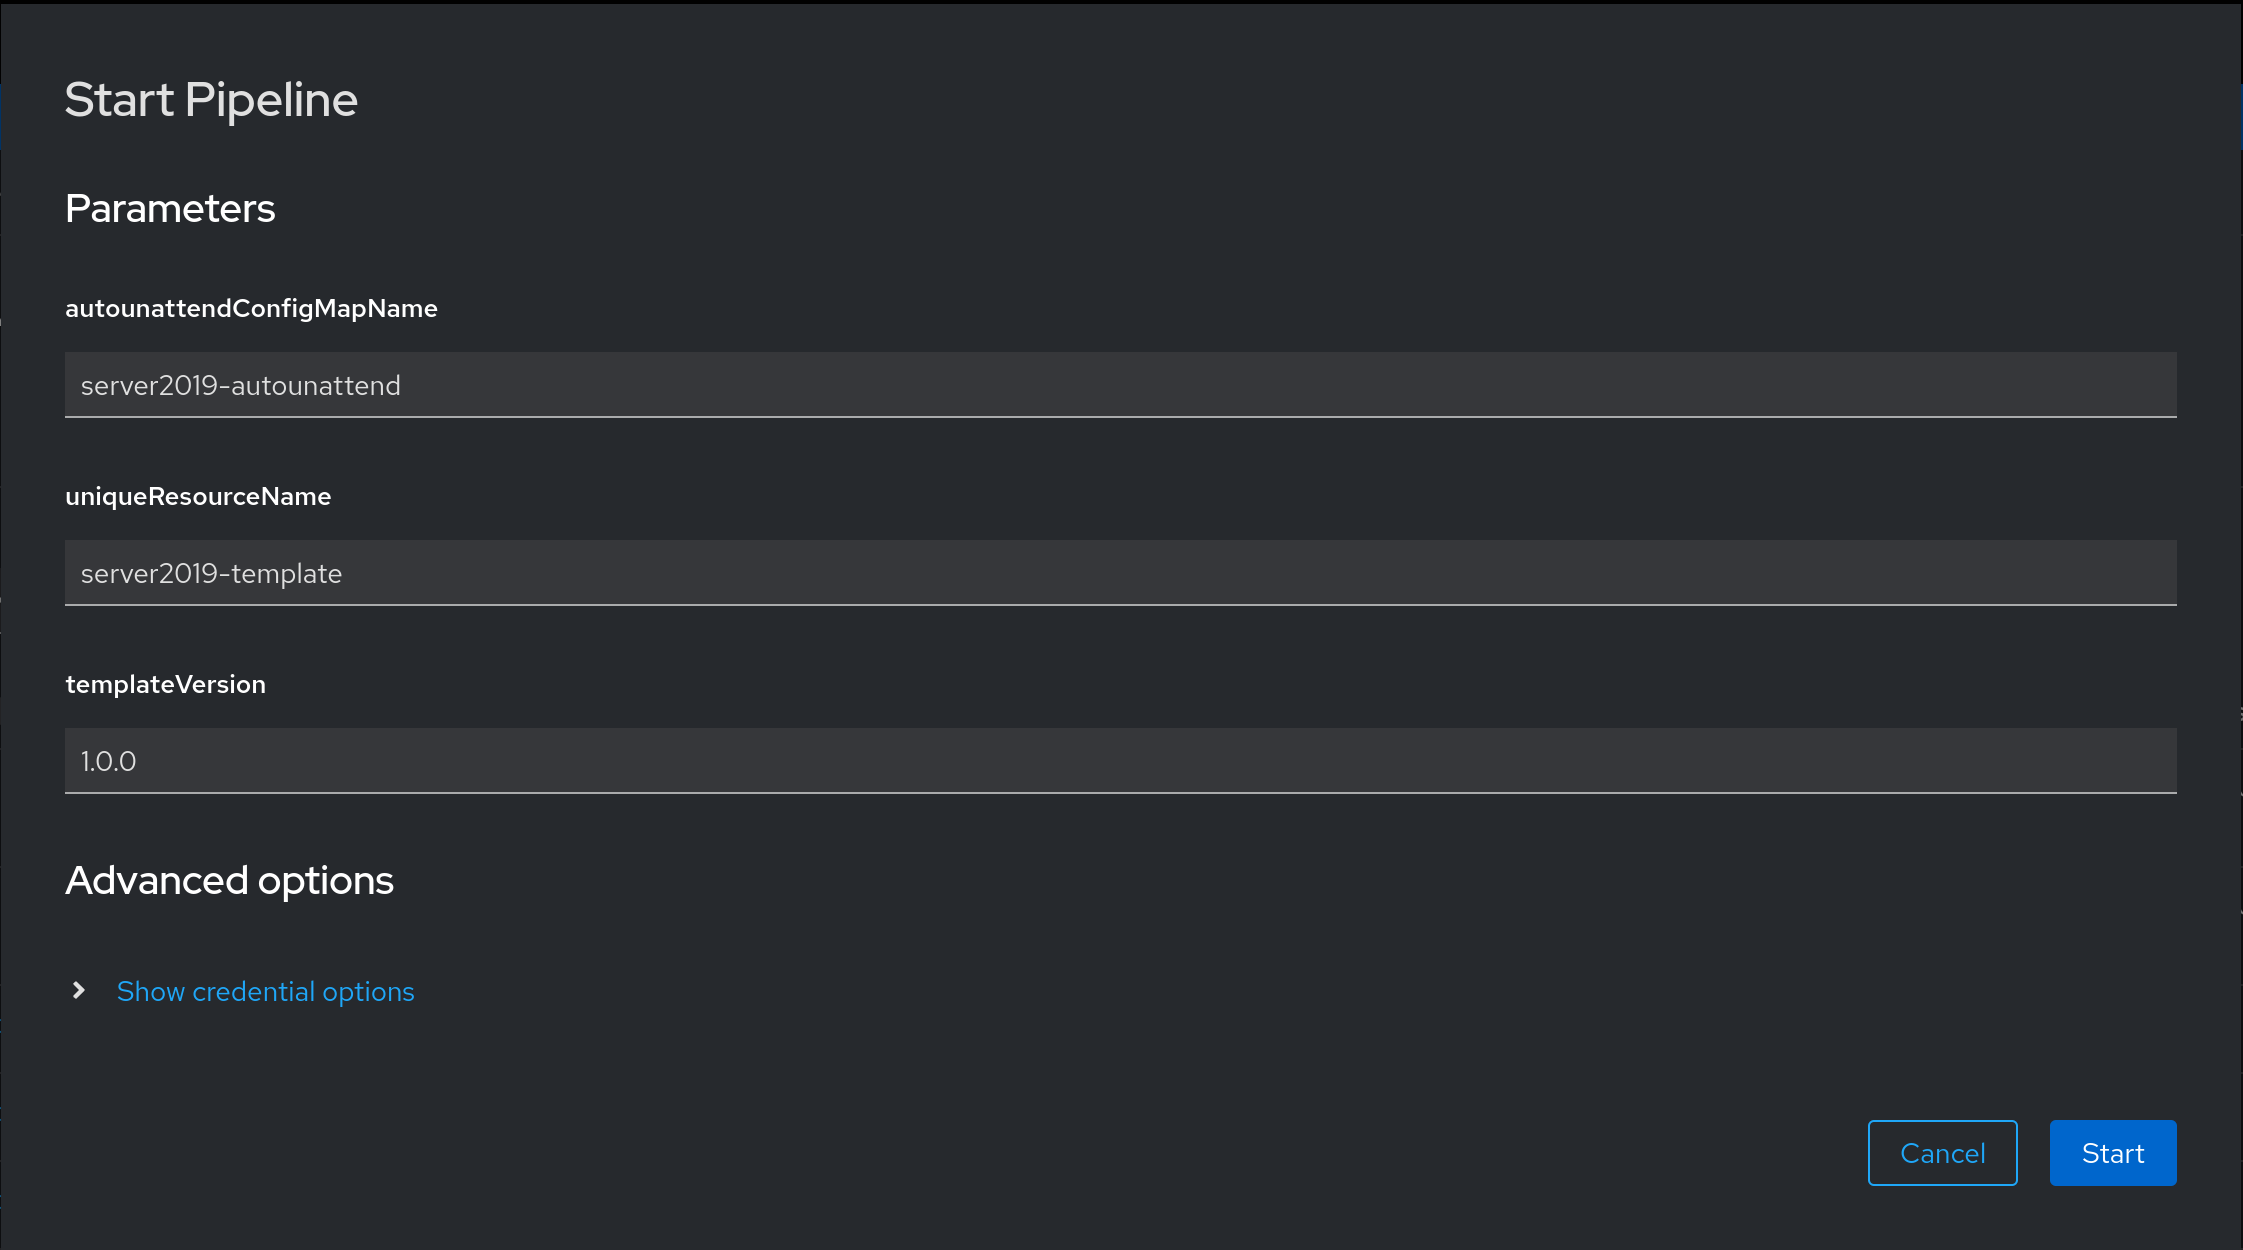 Start Pipeline
Parameters
autounattendConfigMapName
server2019-autounattend
uniqueResourceName
server2019-template
templateVersion
1.0.0
Advanced options
Show credential options
Cancel
Start